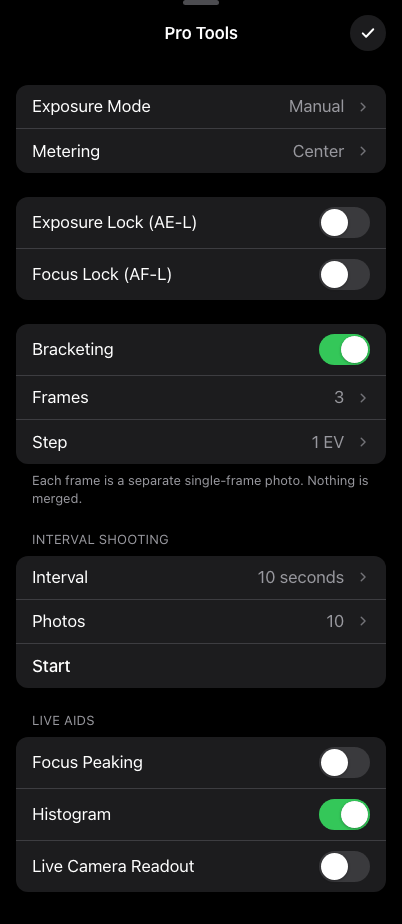 Pro Tools
Exposure Mode Manual
Metering Center
Exposure Lock (AE-L)
Focus Lock (AF-L)
Bracketing
Frames 3
Step 1 EV
Each frame is a separate single-frame photo. Nothing is
merged.
INTERVAL SHOOTING
Interval 10 seconds
Photos 10
Start
LIVE AIDS
Focus Peaking
Histogram
Live Camera Readout